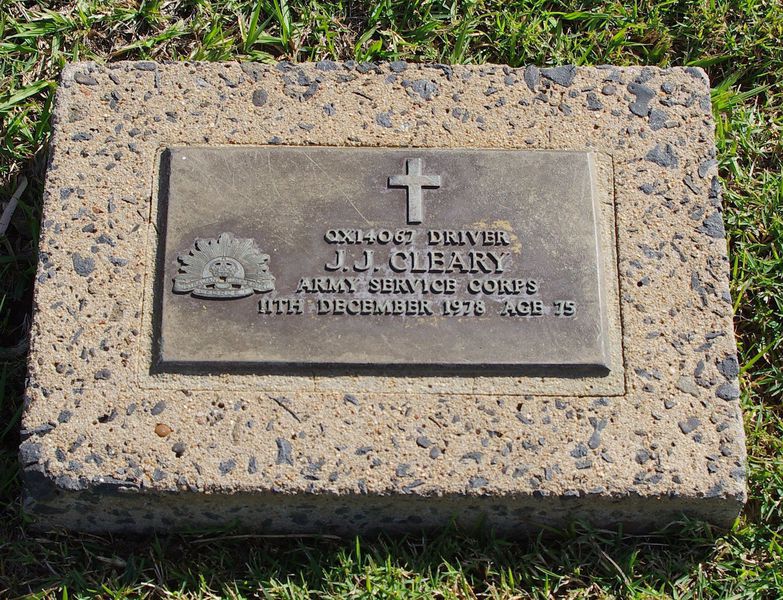 QX14067 DRIVER
J. J. CLEARY
ARMY SERVICE CORPS
11TH DECEMBER 1978 AGE 75